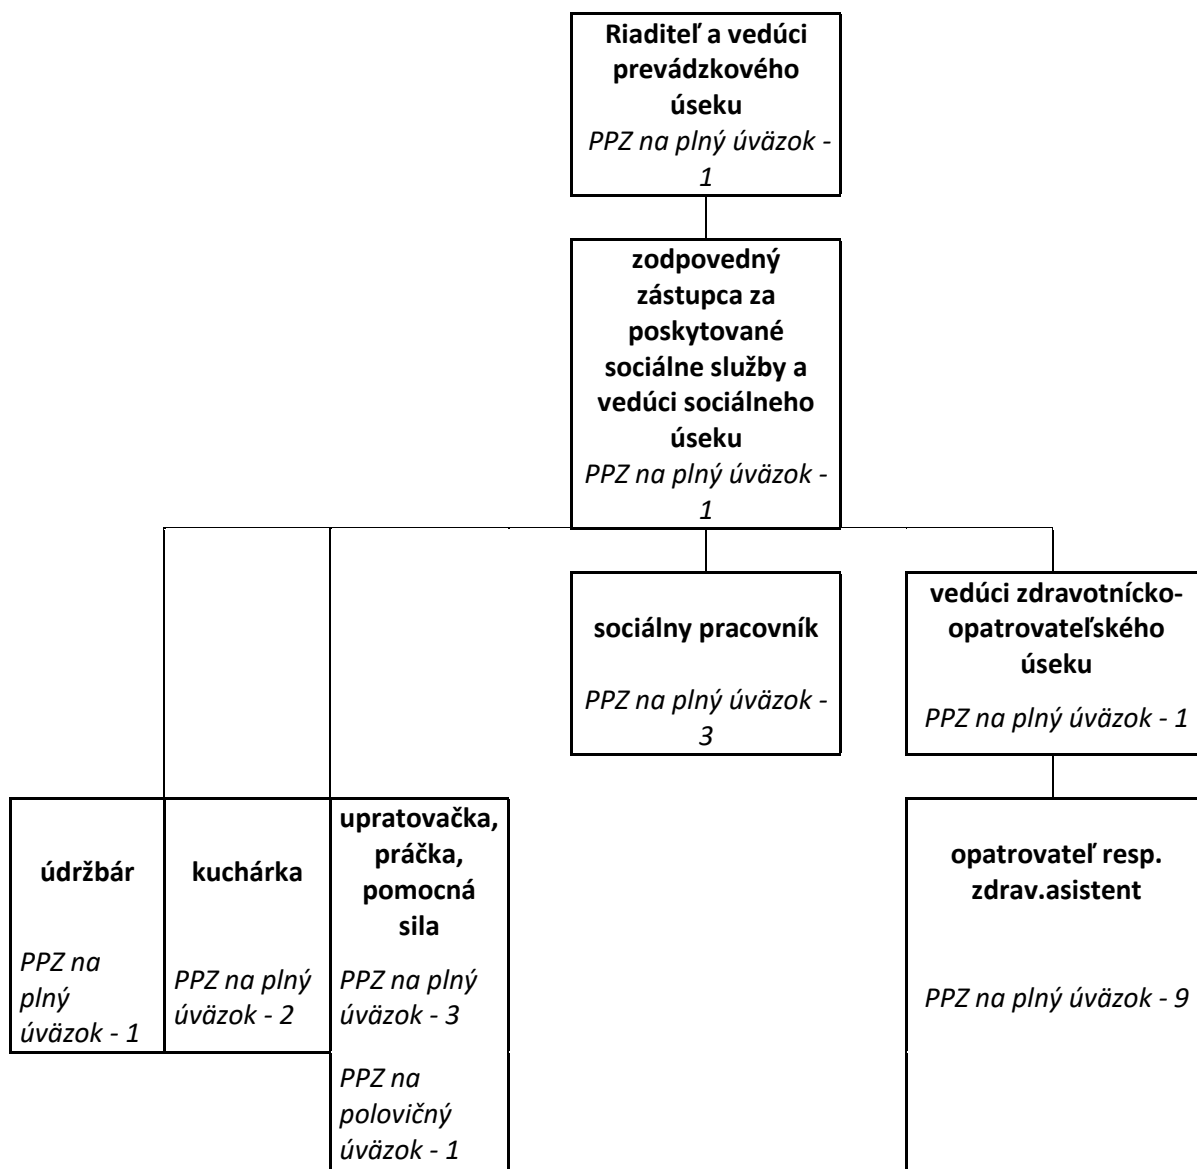 Riaditeľ a vedúci
prevádzkového
úseku
PPZ na plný úväzok -
1
zodpovedný
zástupca za
poskytované
sociálne služby a
vedúci sociálneho
úseku
PPZ na plný úväzok -
1
sociálny pracovník
PPZ na plný úväzok -
3
vedúci zdravotnícko-
opatrovateľského
úseku
PPZ na plný úväzok - 1
údržbár
PPZ na
plný
úväzok - 1
kuchárka
PPZ na plný
úväzok - 2
upratovačka,
práčka,
pomocná
sila
PPZ na plný
úväzok - 3
PPZ na
polovičný
úväzok - 1
opatrovateľ resp.
zdrav.asistent
PPZ na plný úväzok - 9